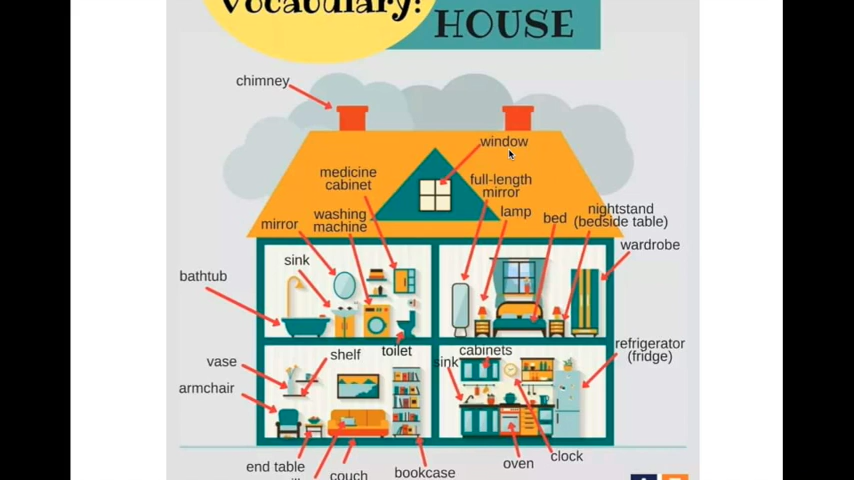 Vocabulary:
HOUSE
chimney
window
medicine
cabinet
full-length
mirror
washing
machine
mirror
lamp
bed
nightstand
(bedside table)
wardrobe
sink
bathtub
toilet
shelf
vase
armchair
cabinets
sink
refrigerator
(fridge)
end table
couch
bookcase
oven
clock